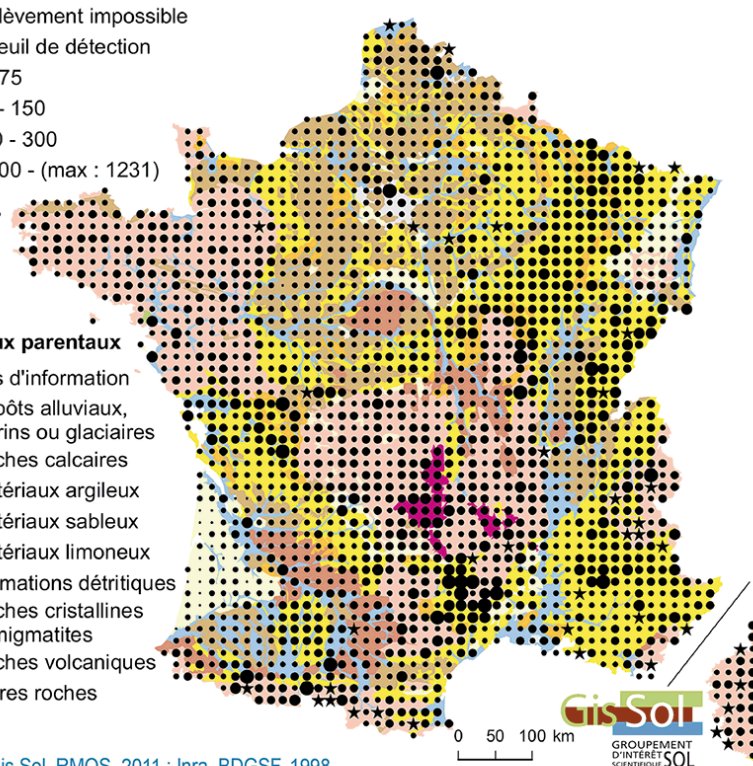 lèvement impossible
euil de détection
75
- 150
0 - 300
00 - (max : 1231)
ux parentaux
s d'information
pôts alluviaux,
rins ou glaciaires
ches calcaires
tériaux argileux
tériaux sableux
tériaux limoneux
mations détritiques
ches cristallines
migmatites
ches volcaniques
res roches
0 50 100 km
Gis Sol
GROUPEMENT
D'INTÉRÊT
SCIENTIFIQUE SOL
is Sol, RMQS, 2011 ; Inra, BDGSF, 1998